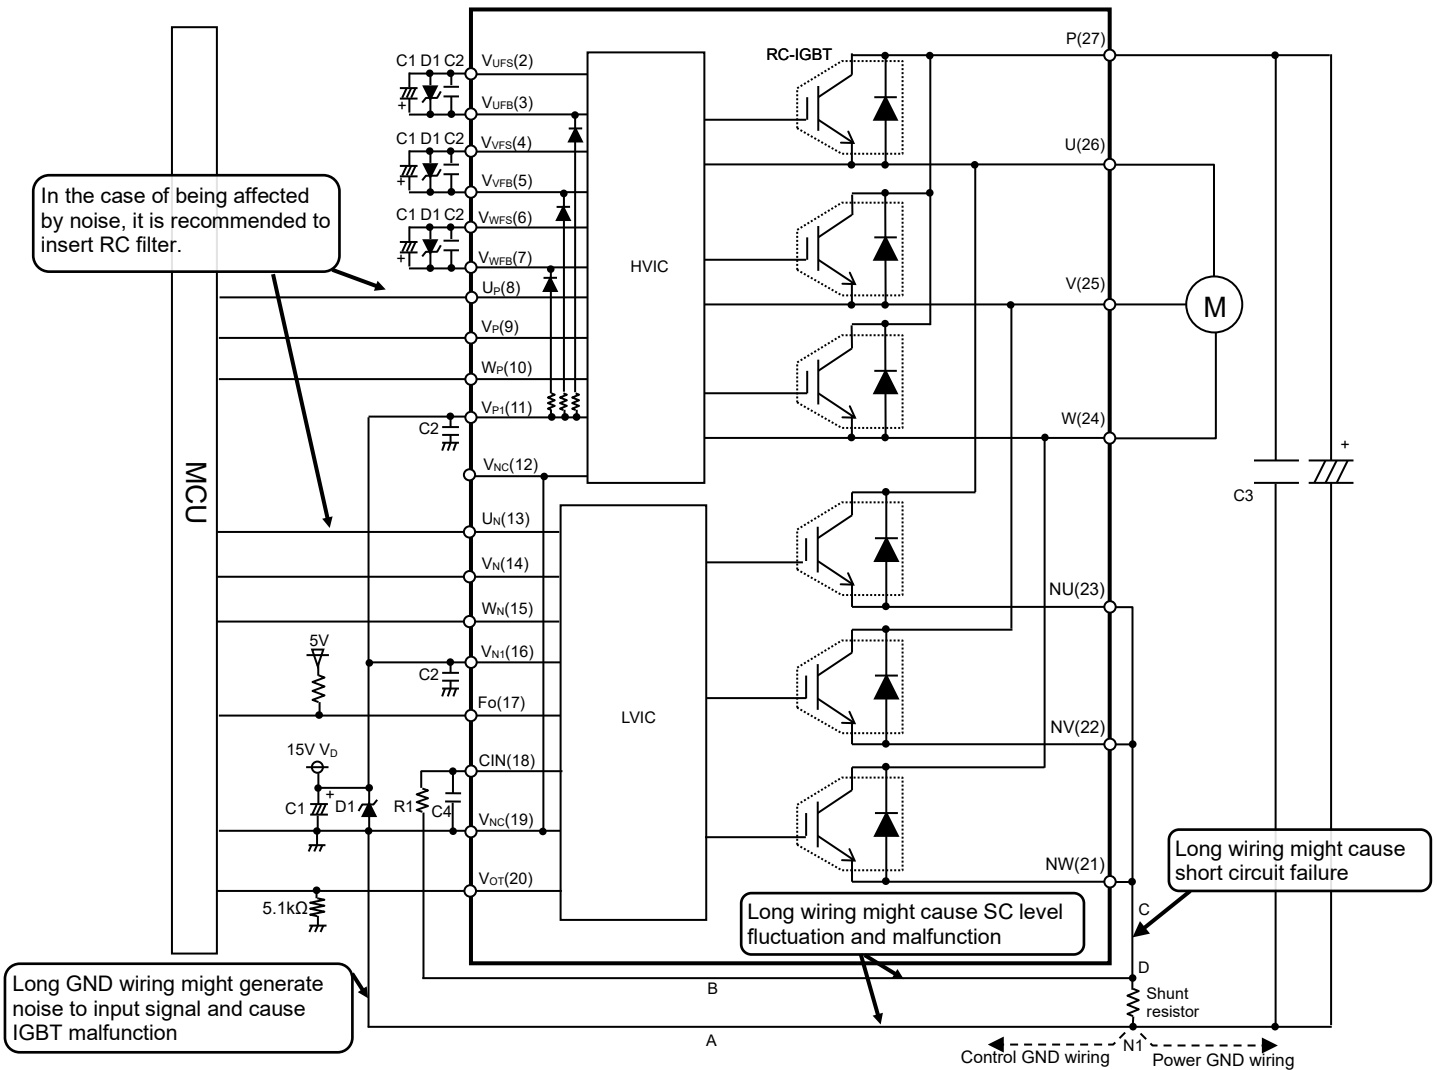 P(27)
RC-IGBT
C1 D1 C2
VUFS(2)
+
VUFB(3)
C1 D1 C2
VVFS(4)
U(26)
+
VVFB(5)
In the case of being affected
by noise, it is recommended to
insert RC filter.
C1 D1 C2
VWFS(6)
+
VWFB(7)
HVIC
UP(8)
V(25)
M
VP(9)
WP(10)
VP1(11)
C2
W(24)
+
MCU
VNC(12)
C3
UN(13)
VN(14)
NU(23)
WN(15)
5V
VN1(16)
C2
Fo(17)
LVIC
NV(22)
15V VD
CIN(18)
+
C1
D1
R1
C4
VNC(19)
NW(21)
Long wiring might cause
short circuit failure
VOT(20)
5.1kΩ
Long wiring might cause SC level
fluctuation and malfunction
C
D
Long GND wiring might generate
noise to input signal and cause
IGBT malfunction
B
Shunt
resistor
A
N1
Control GND wiring
Power GND wiring